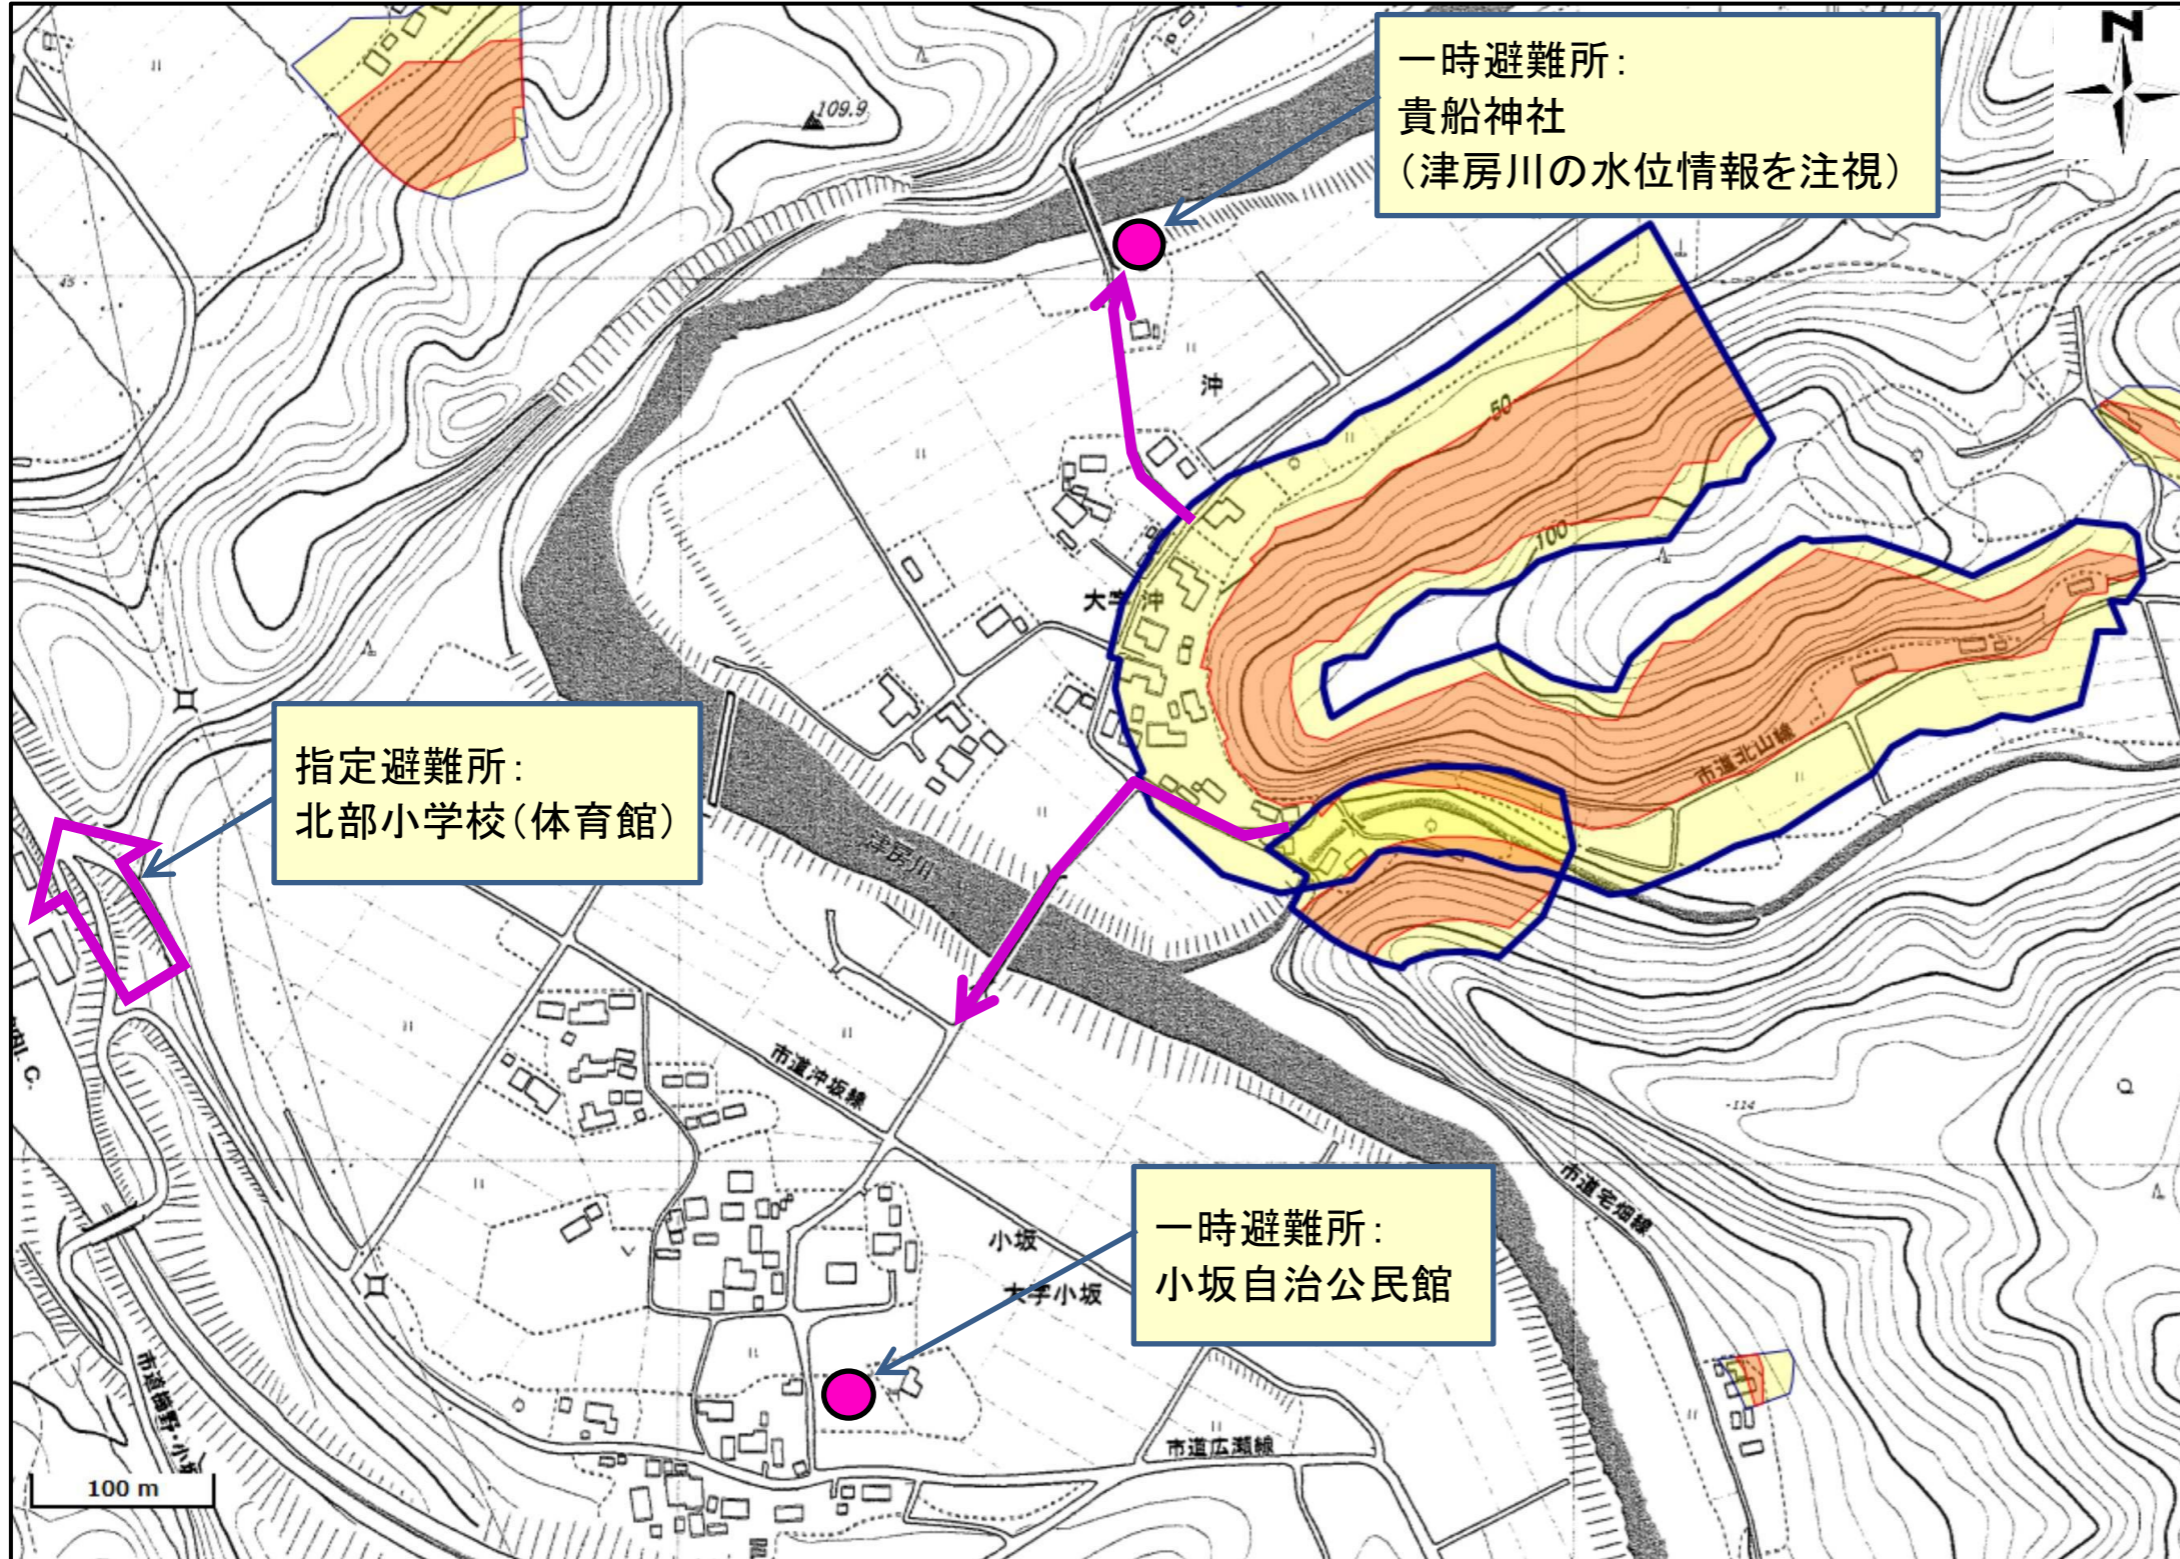 一時避難所：
貴船神社
（津房川の水位情報を注視）
N
109.9
45
沖
50
100
大字 沖
指定避難所：
北部小学校（体育館）
市道北山線
津房川
C.
市道沖坂線
-114
小坂
大字小坂
一時避難所：
小坂自治公民館
市道宅畑線
市道広瀬線
100 m